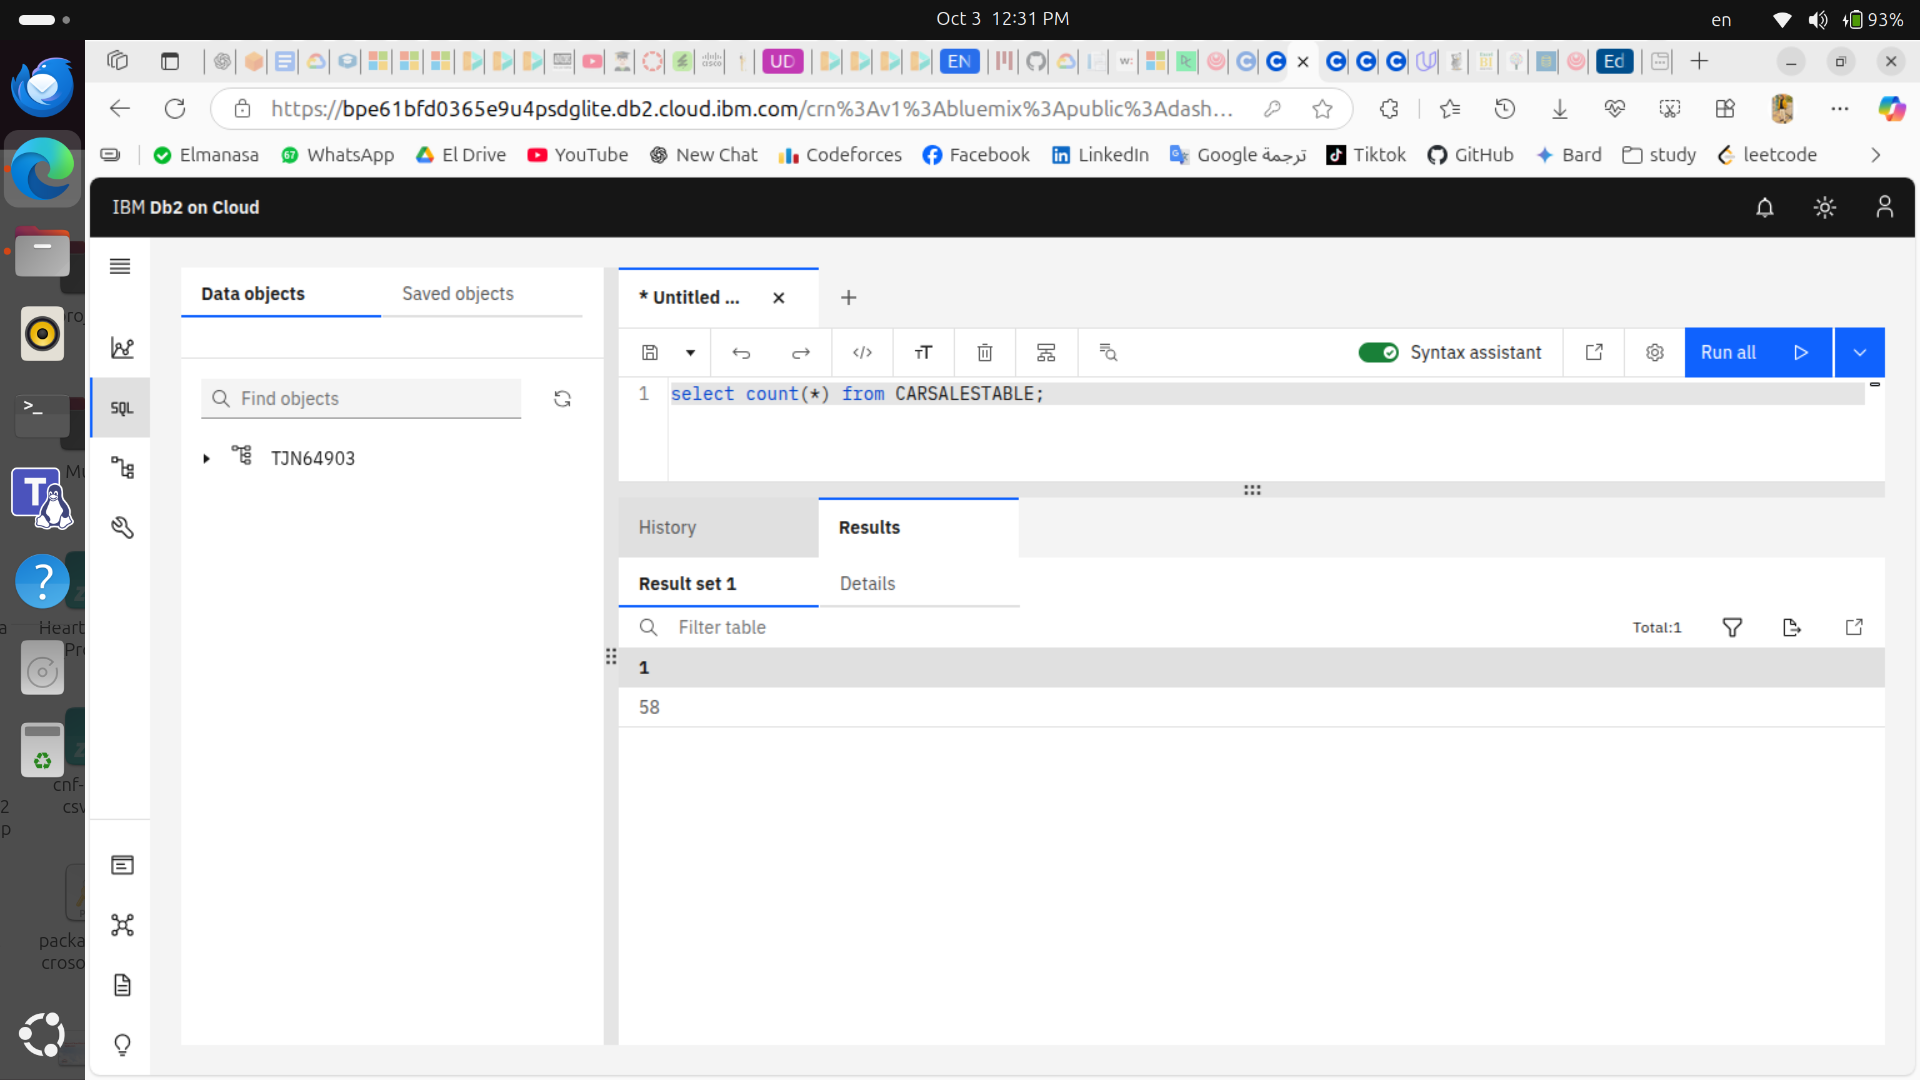 Oct 3 12:31 PM
en
93%
UD
EN
Ed
https://bpe61bfd0365e9u4psdglite.db2.cloud.ibm.com/crn%3Av1%3Abluemix%3Apublic%3Adash...
Elmanasa
WhatsApp
El Drive
YouTube
New Chat
Codeforces
Facebook
LinkedIn
Google ترجمة
Tiktok
GitHub
Bard
study
leetcode
IBM Db2 on Cloud
Data objects
Saved objects
SQL
Find objects
TJN64903
* Untitled ...
Syntax assistant
Run all
1 select count(*) from CARSALESTABLE;
History
Results
Result set 1
Details
Filter table
Total:1
1
58
Heart
cnf-
csv
packa
croso